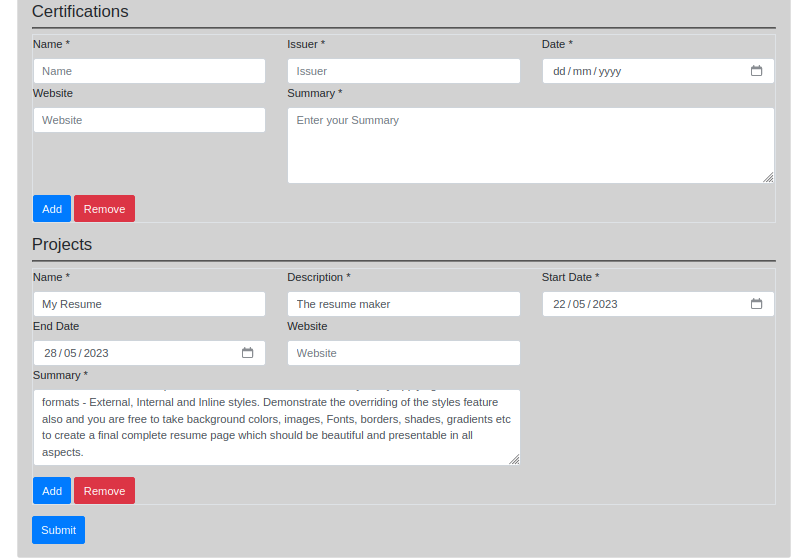 Certifications
Name * Issuer * Date *
Name Issuer dd/mm/yyyy
Website Summary *
Website Enter your Summary
Add Remove
Projects
Name * Description * Start Date *
My Resume The resume maker 22/05/2023
End Date Website
28/05/2023 Website
Summary *
formats - External, Internal and Inline styles. Demonstrate the overriding of the styles feature
also and you are free to take background colors, images, Fonts, borders, shades, gradients etc
to create a final complete resume page which should be beautiful and presentable in all
aspects.
Add Remove
Submit